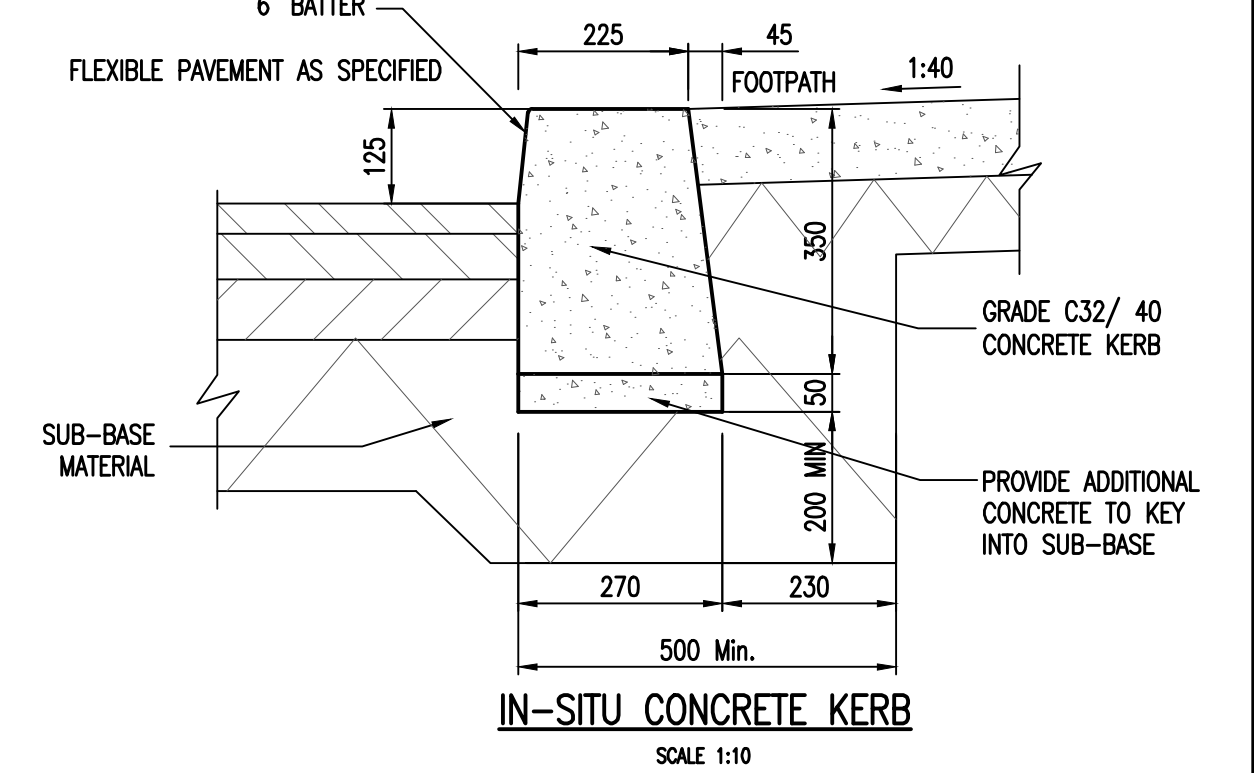 6 BATTER
FLEXIBLE PAVEMENT AS SPECIFIED
225
45
FOOTPATH
1:40
125
350
GRADE C32/ 40
CONCRETE KERB
50
SUB-BASE
MATERIAL
200 MIN
PROVIDE ADDITIONAL
CONCRETE TO KEY
INTO SUB-BASE
270
230
500 Min.
IN-SITU CONCRETE KERB
SCALE 1:10